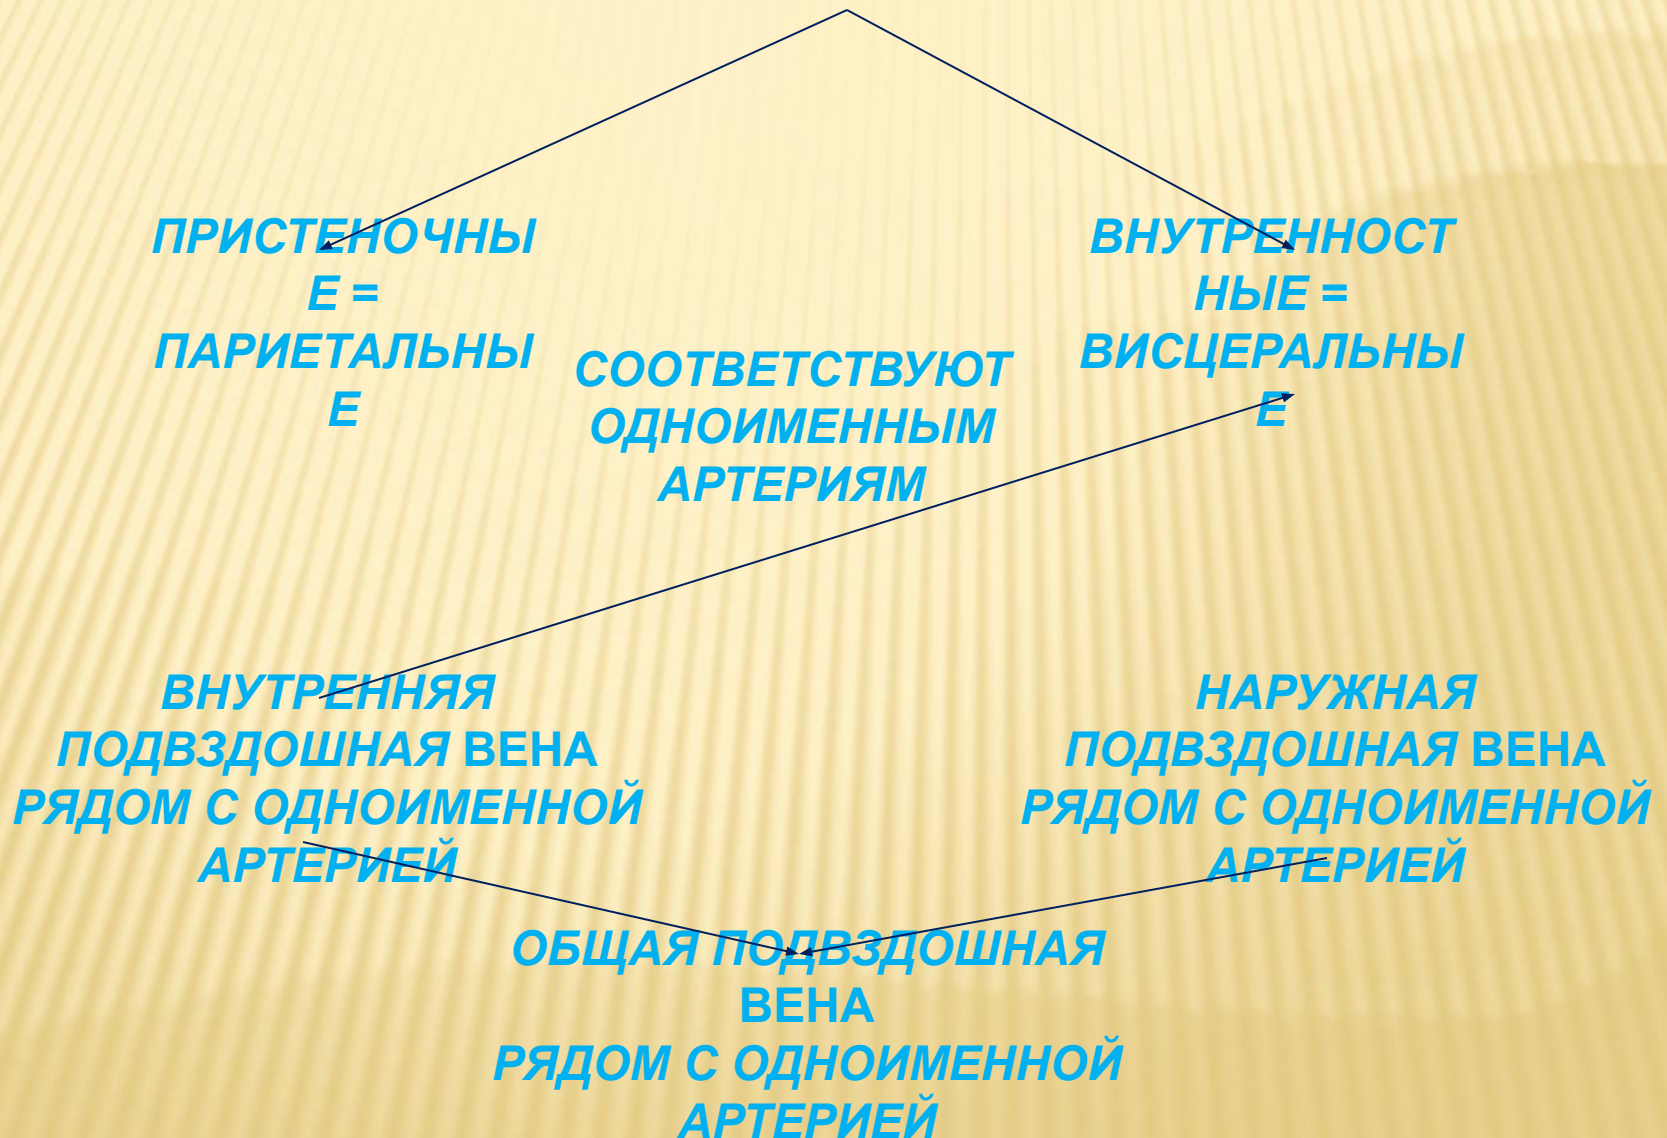 ПРИСТЕНОЧНЫ
Е =
ПАРИЕТАЛЬНЫ
Е
ВНУТРЕННОСТ
НЫЕ =
ВИСЦЕРАЛЬНЫ
Е
СООТВЕТСТВУЮТ
ОДНОИМЕННЫМ
АРТЕРИЯМ
ВНУТРЕННЯЯ
ПОДВЗДОШНАЯ ВЕНА
РЯДОМ С ОДНОИМЕННОЙ
АРТЕРИЕЙ
НАРУЖНАЯ
ПОДВЗДОШНАЯ ВЕНА
РЯДОМ С ОДНОИМЕННОЙ
АРТЕРИЕЙ
ОБЩАЯ ПОДВЗДОШНАЯ
ВЕНА
РЯДОМ С ОДНОИМЕННОЙ
АРТЕРИЕЙ